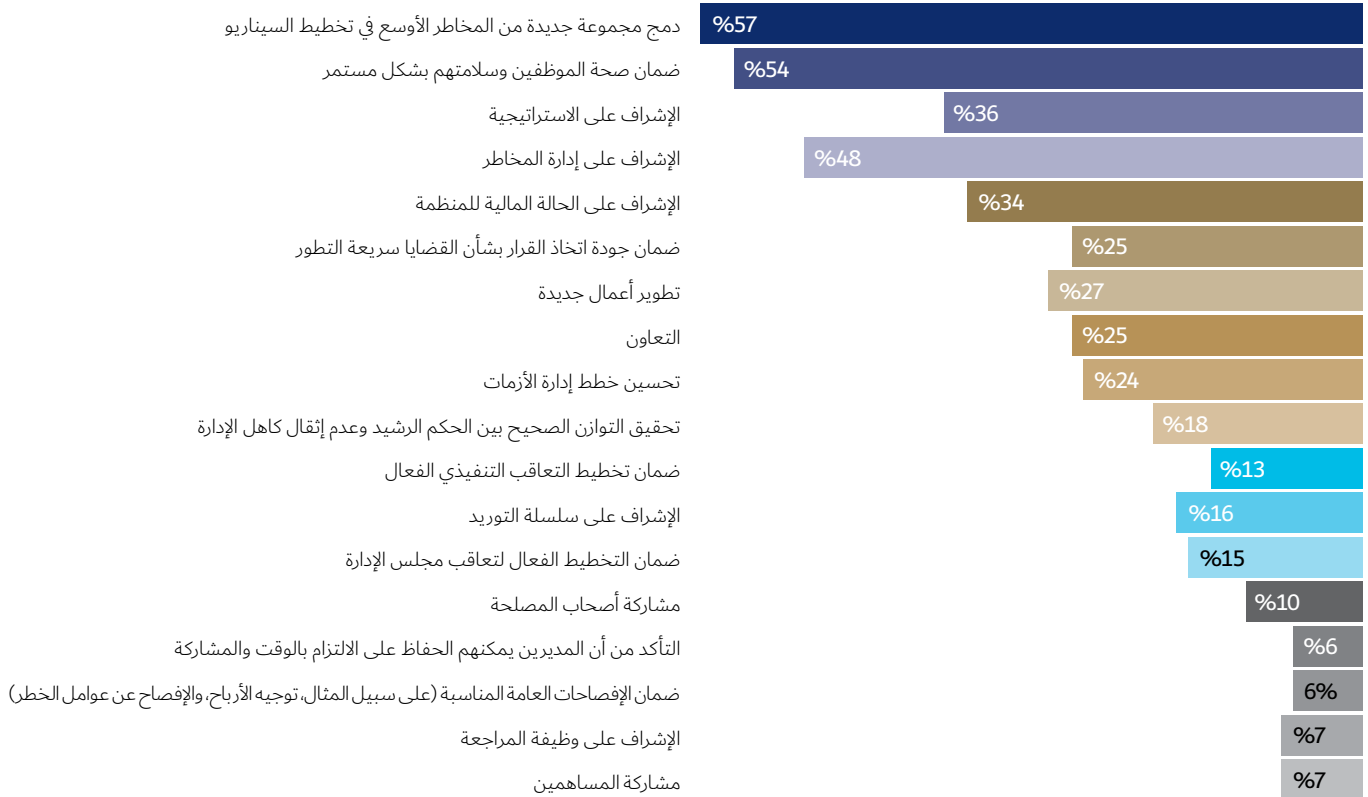 دمج مجموعة جديدة من المخاطر الأوسع في تخطيط السيناريو %57
ضمان صحة الموظفين وسلامتهم بشكل مستمر %54
الإشراف على الاستراتيجية %36
الإشراف على إدارة المخاطر %48
الإشراف على الحالة المالية للمنظمة %34
ضمان جودة اتخاذ القرار بشأن القضايا سريعة التطور %25
تطوير أعمال جديدة %27
التعاون %25
تحسين خطط إدارة الأزمات %24
تحقيق التوازن الصحيح بين الحكم الرشيد وعدم إثقال كاهل الإدارة %18
ضمان تخطيط التعاقب التنفيذي الفعال %13
الإشراف على سلسلة التوريد %16
ضمان التخطيط الفعال لتعاقب مجلس الإدارة %15
مشاركة أصحاب المصلحة %10
التأكد من أن المديرين يمكنهم الحفاظ على الالتزام بالوقت والمشاركة %6
ضمان الإفصاحات العامة المناسبة (على سبيل المثال، توجيه الأرباح، والإفصاح عن عوامل الخطر) 6%
الإشراف على وظيفة المراجعة %7
مشاركة المساهمين %7